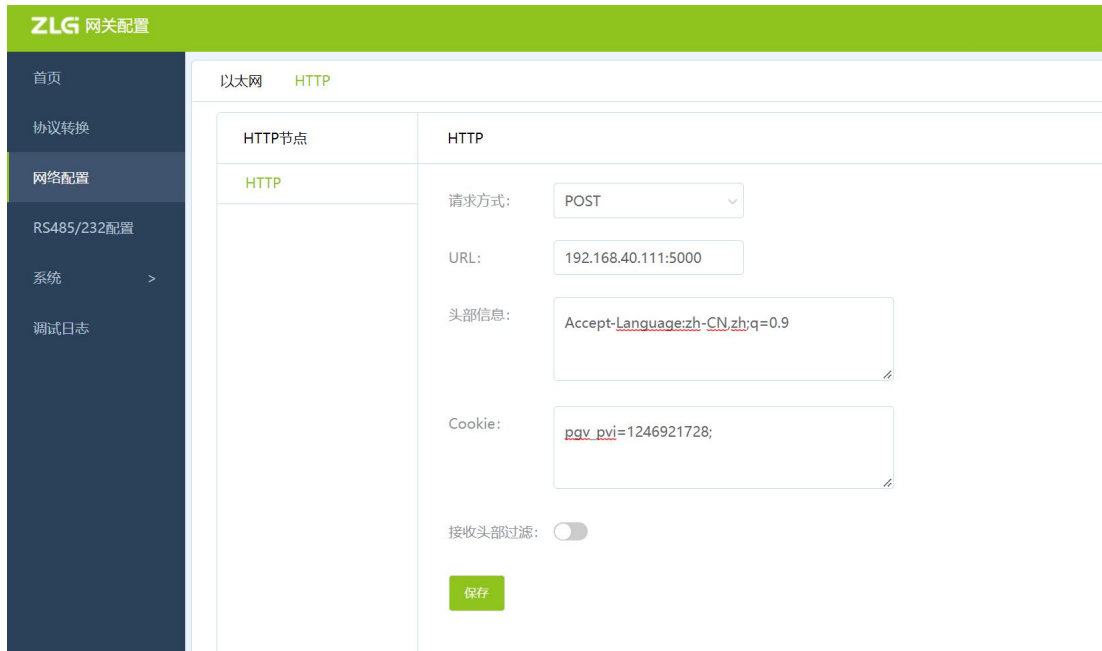 ZLG 网关配置
首页
协议转换
网络配置
RS485/232配置
系统 >
调试日志
以太网 HTTP
HTTP节点
HTTP
HTTP
请求方式: POST
URL: 192.168.40.111:5000
头部信息: Accept-Language:zh-CN,zh;q=0.9
Cookie: pgv_pvi=1246921728;
接收头部过滤:
保存